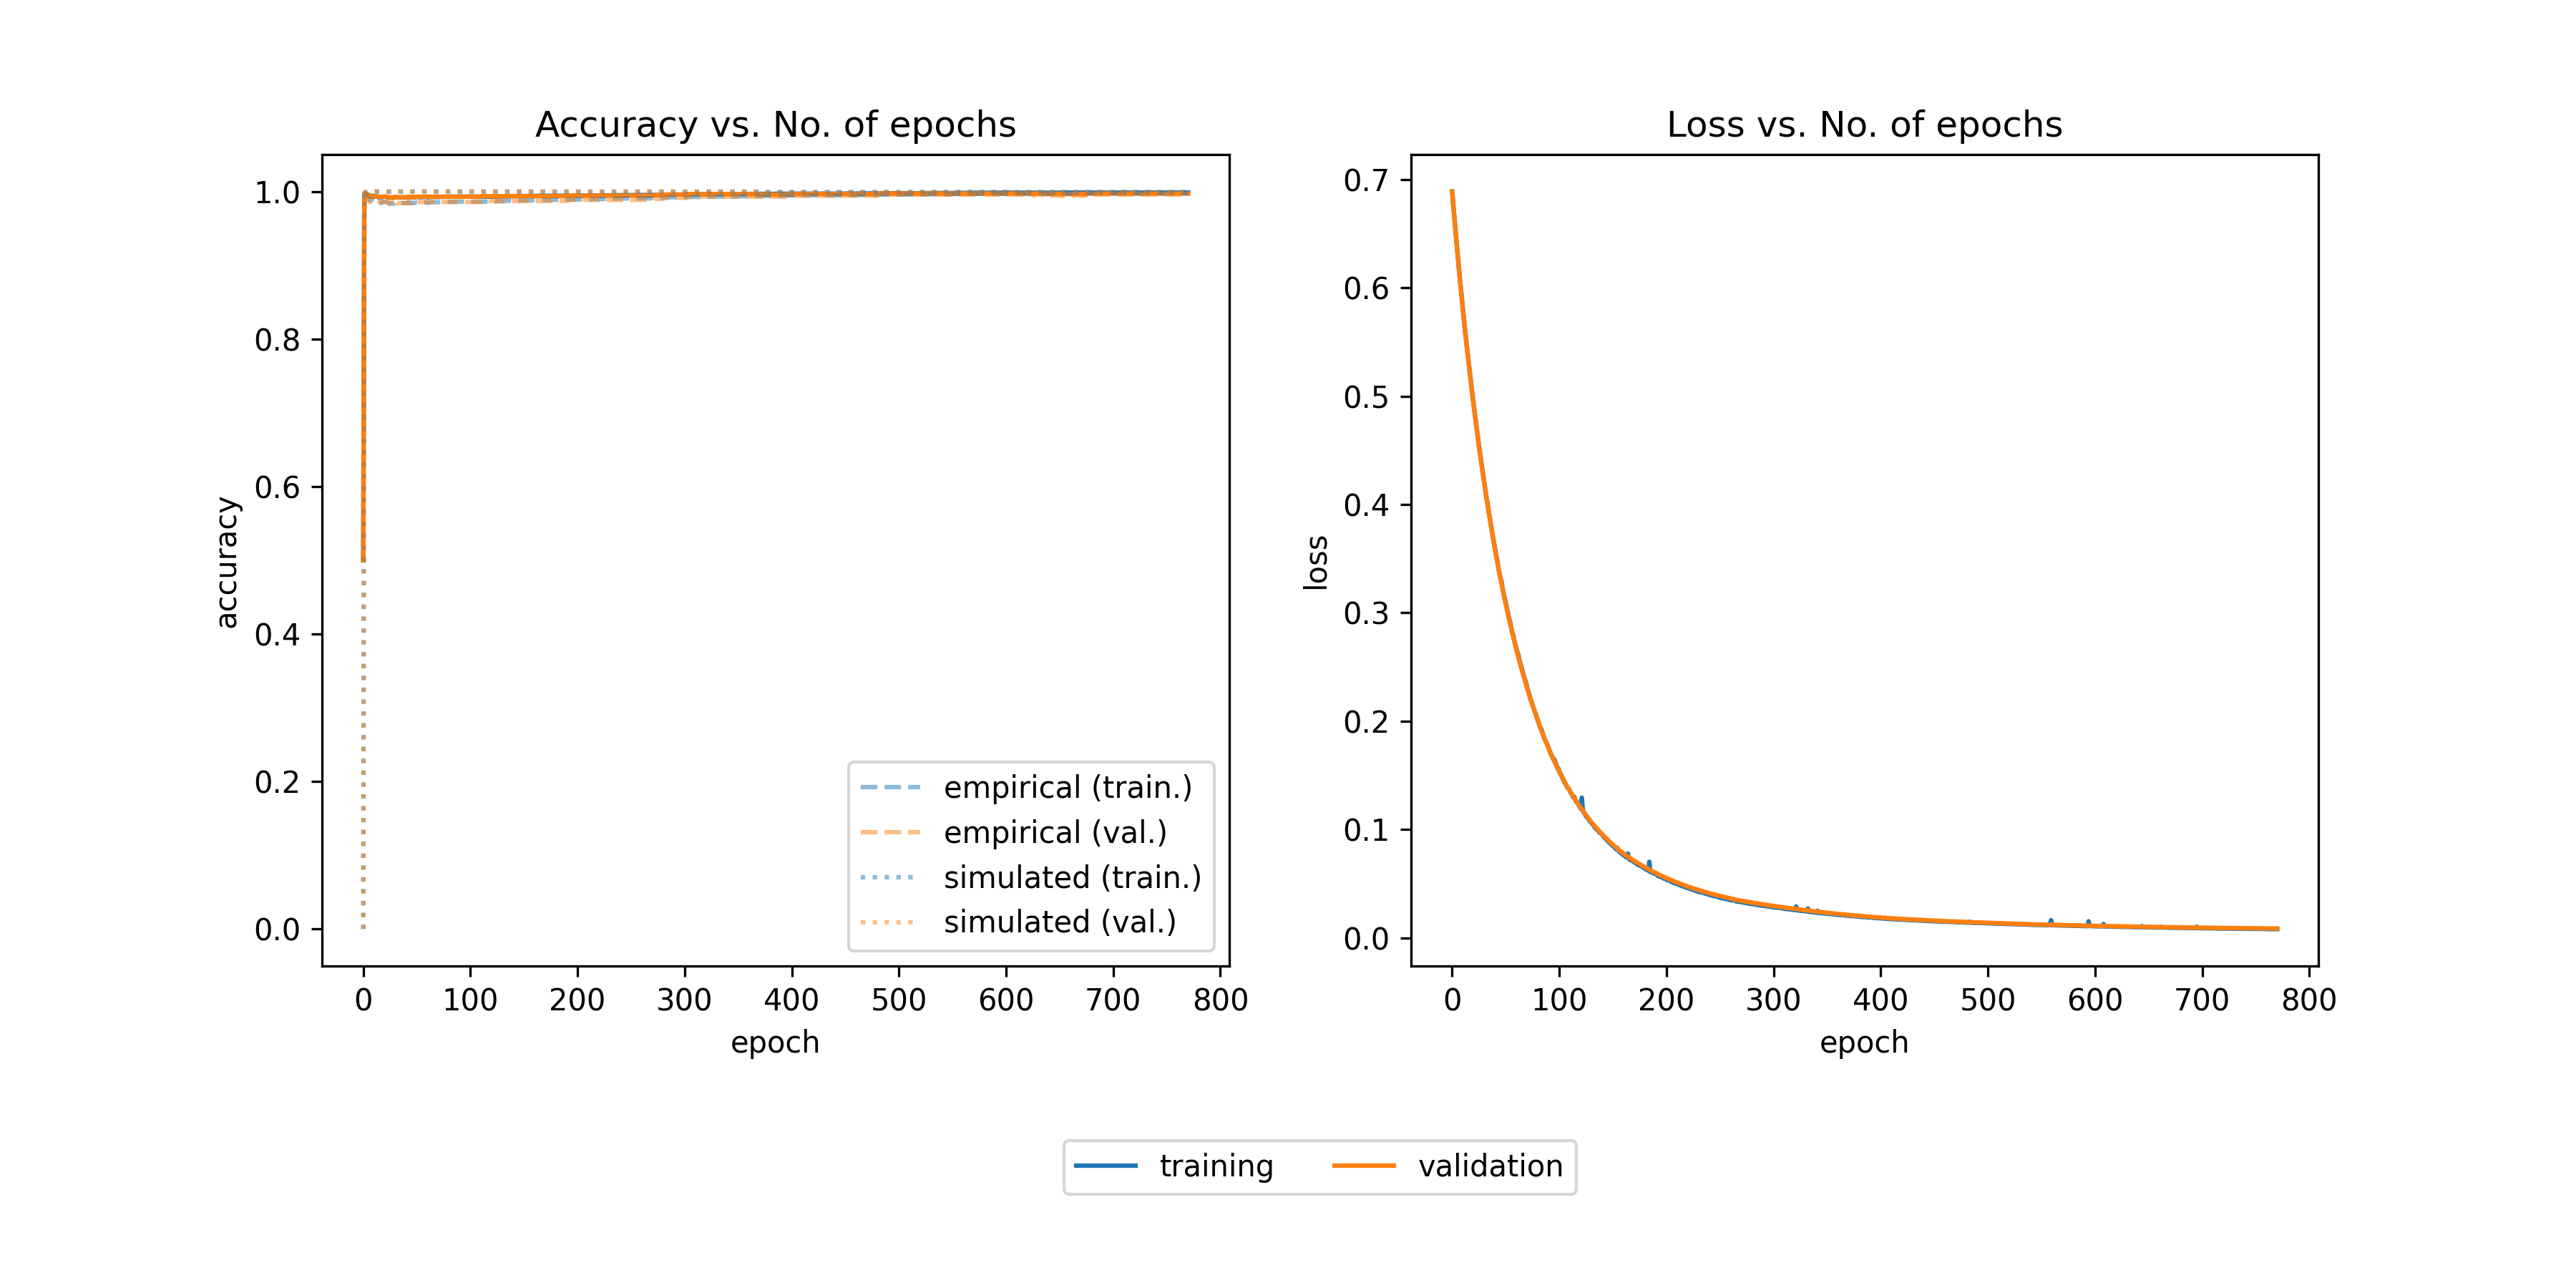 Accuracy vs. No. of epochs
1.0
0.8
0.6
0.4
0.2
0.0
accuracy
empirical (train.)
empirical (val.)
simulated (train.)
simulated (val.)
0 100 200 300 400 500 600 700 800
epoch
Loss vs. No. of epochs
0.7
0.6
0.5
0.4
0.3
0.2
0.1
0.0
loss
0 100 200 300 400 500 600 700 800
epoch
training validation